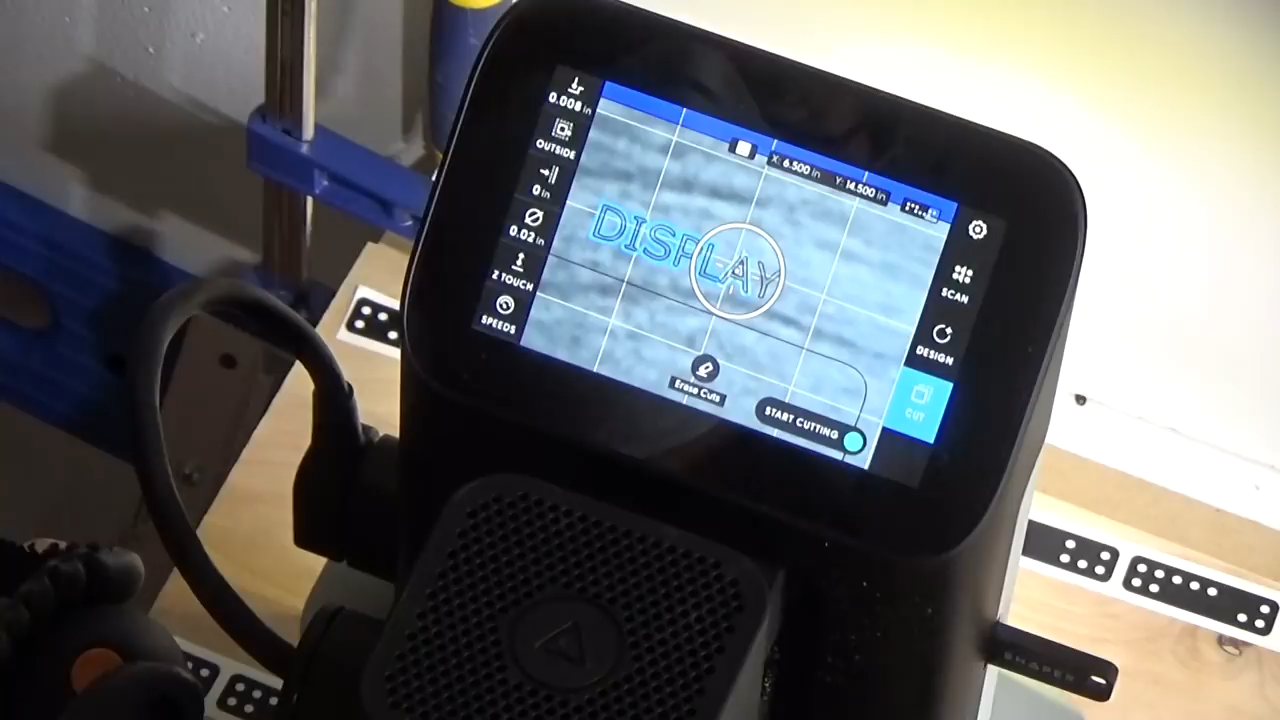 0.008 in
OUTSIDE
0 in
0.02 in
Z TOUCH
SPEEDS
X: 6.500 in Y: 14.500 in
DISPLAY
Erase Cuts
START CUTTING
SCAN
DESIGN
CUT
SHAPER